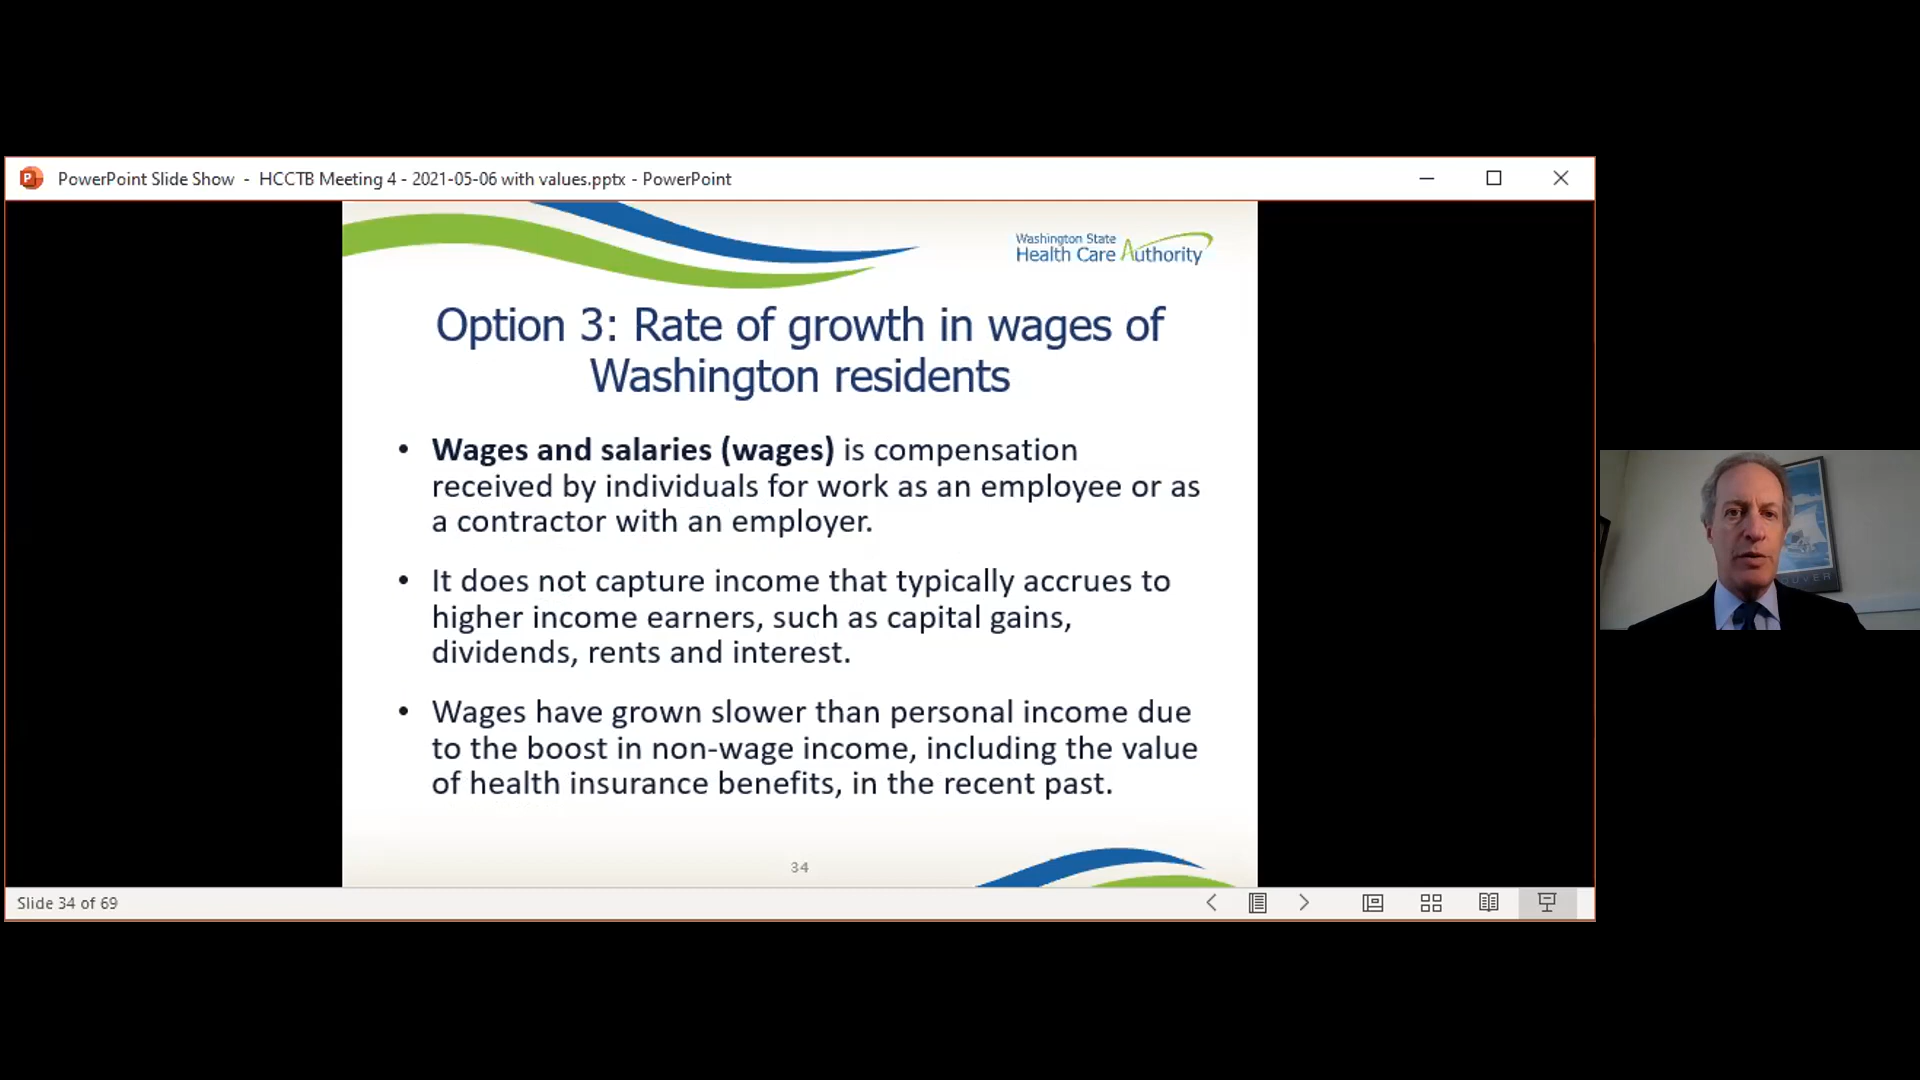 PowerPoint Slide Show - HCCTB Meeting 4 - 2021-05-06 with values.pptx - PowerPoint
Washington State
Health Care Authority
Option 3: Rate of growth in wages of
Washington residents
• Wages and salaries (wages) is compensation
received by individuals for work as an employee or as
a contractor with an employer.
• It does not capture income that typically accrues to
higher income earners, such as capital gains,
dividends, rents and interest.
• Wages have grown slower than personal income due
to the boost in non-wage income, including the value
of health insurance benefits, in the recent past.
34
Slide 34 of 69